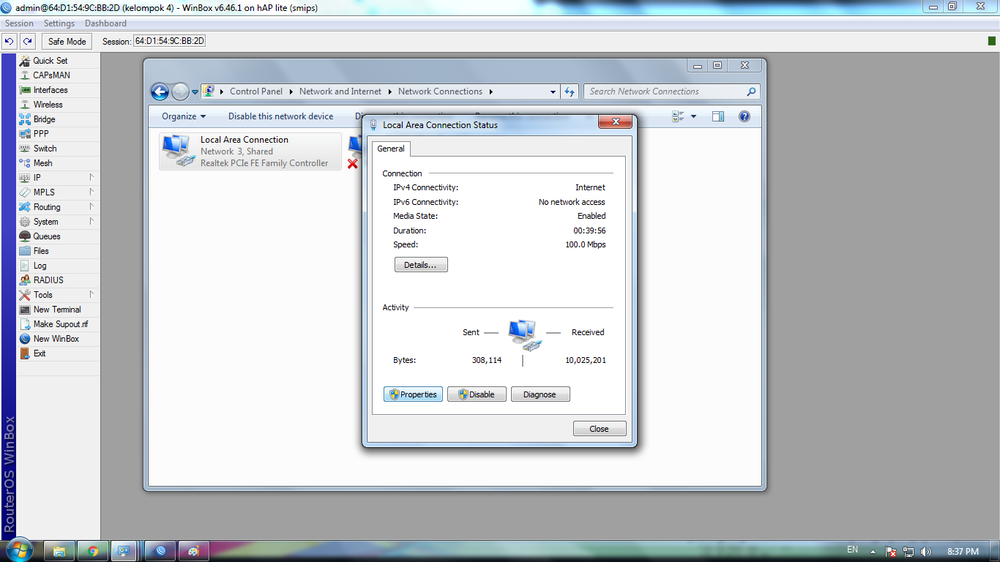 admin@64:D1:54:9C:BB:2D (kelompok 4) - WinBox v6.46.1 on hAP lite (smips)
Session Settings Dashboard
Safe Mode Session: 64:D1:54:9C:BB:2D
Quick Set
CAPsMAN
Interfaces
Wireless
Bridge
PPP
Switch
Mesh
IP
MPLS
Routing
System
Queues
Files
Log
RADIUS
Tools
New Terminal
Make Supout.rif
New WinBox
Exit
RouterOS WinBox
Control Panel Network and Internet Network Connections
Search Network Connections
Organize Disable this network device
Local Area Connection
Network 3, Shared
Realtek PCIe FE Family Controller
Local Area Connection Status
General
Connection
IPv4 Connectivity: Internet
IPv6 Connectivity: No network access
Media State: Enabled
Duration: 00:39:56
Speed: 100.0 Mbps
Details...
Activity
Sent Received
Bytes: 308,114 10,025,201
Properties Disable Diagnose
Close
EN 8:37 PM